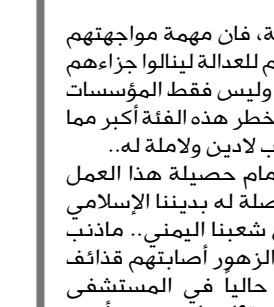 ة، فان مهمة مواجهتهم
م للعدالة لينالوا جزاءهم
وليس فقط المؤسسات
خطر هذه الفئة أكبر مما
ب لادين ولاملة له..
مام حصيلة هذا العمل
صلة له بديننا الإسلامي
شعبنا اليمني.. ماذنب
الزهور أصابتهم قذائف
حالياً في المستشفى